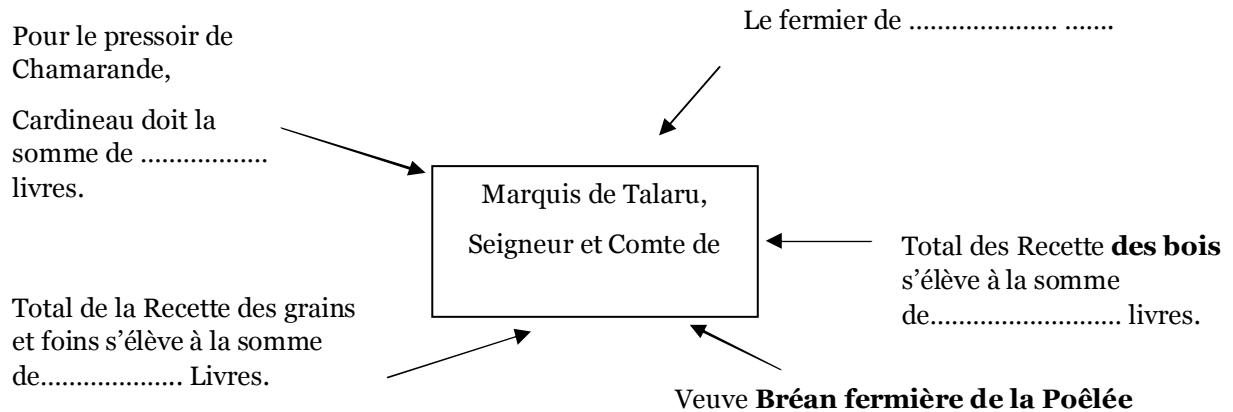 Pour le pressoir de
Chamarande,
Cardineau doit la
somme de ..................
livres.
Le fermier de ..................... .......
Marquis de Talaru,
Seigneur et Comte de
Total des Recette des bois
s’élève à la somme
de........................... livres.
Total de la Recette des grains
et foins s’élève à la somme
de.................... Livres.
Veuve Bréan fermière de la Poêlée